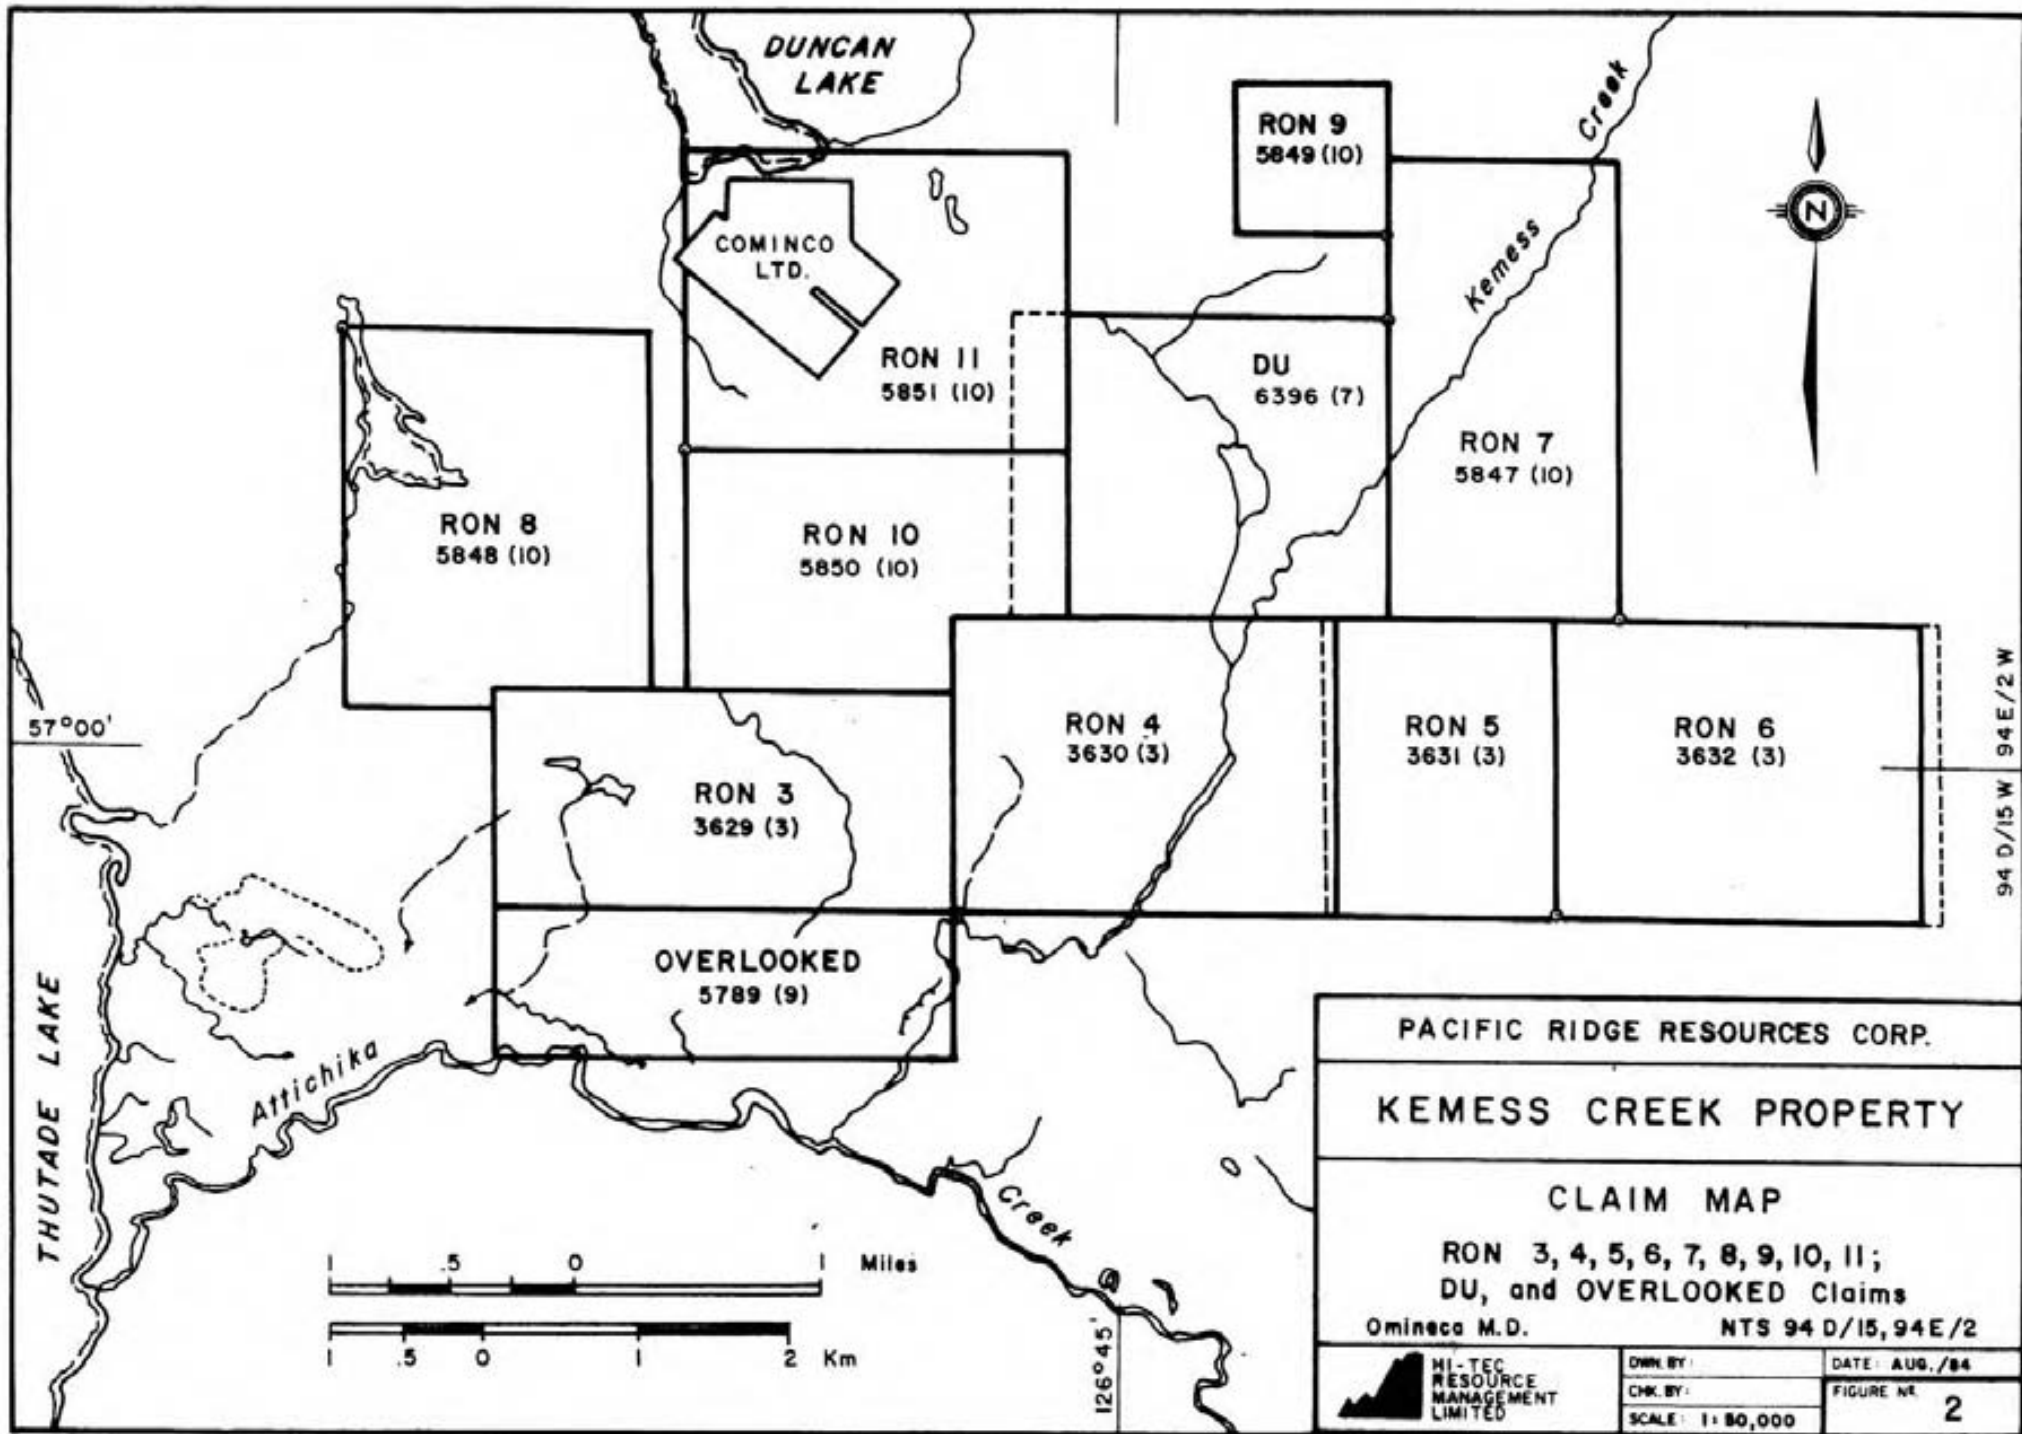 DUNCAN
LAKE
Creek
Kemess
RON 9
5849 (10)
N
COMINCO
LTD.
RON 11
5851 (10)
DU
6396 (7)
RON 7
5847 (10)
RON 8
5848 (10)
RON 10
5850 (10)
57°00'
RON 4
3630 (3)
RON 5
3631 (3)
RON 6
3632 (3)
94 D/15 W 94 E/2 W
RON 3
3629 (3)
OVERLOOKED
5789 (9)
THUTADE LAKE
Attichika
Creek
126°45'
1 .5 0 1 Miles
1 .5 0 1 2 Km
PACIFIC RIDGE RESOURCES CORP.
KEMESS CREEK PROPERTY
CLAIM MAP
RON 3, 4, 5, 6, 7, 8, 9, 10, 11;
DU, and OVERLOOKED Claims
Omineca M.D. NTS 94 D/15, 94E/2
HI-TEC
RESOURCE
MANAGEMENT
LIMITED
DWN. BY:
CHK. BY:
SCALE: 1:50,000
DATE: AUG./84
FIGURE Nº
2